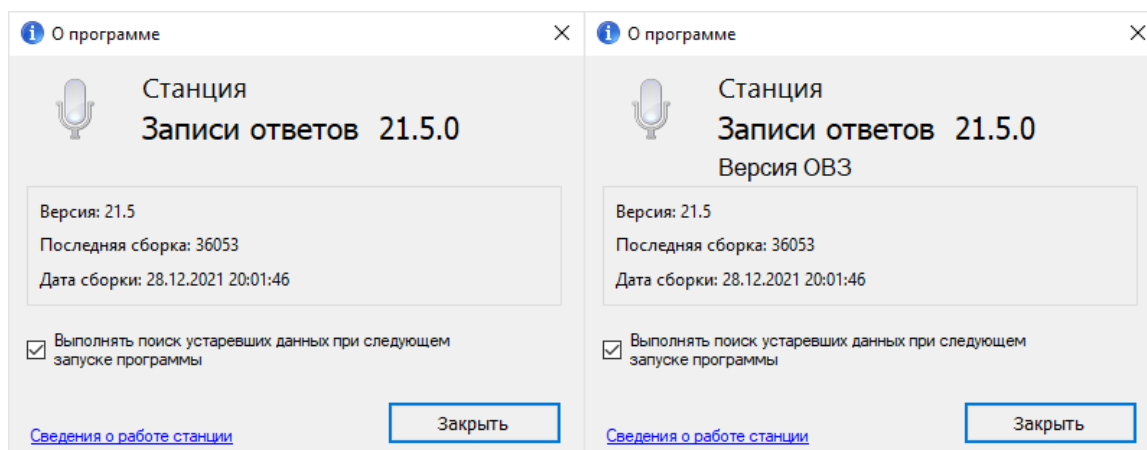 О программе
Станция
Записи ответов 21.5.0
Версия: 21.5
Последняя сборка: 36053
Дата сборки: 28.12.2021 20:01:46
Выполнять поиск устаревших данных при следующем
запуске программы
Сведения о работе станции
Закрыть
О программе
Станция
Записи ответов 21.5.0
Версия ОВЗ
Версия: 21.5
Последняя сборка: 36053
Дата сборки: 28.12.2021 20:01:46
Выполнять поиск устаревших данных при следующем
запуске программы
Сведения о работе станции
Закрыть